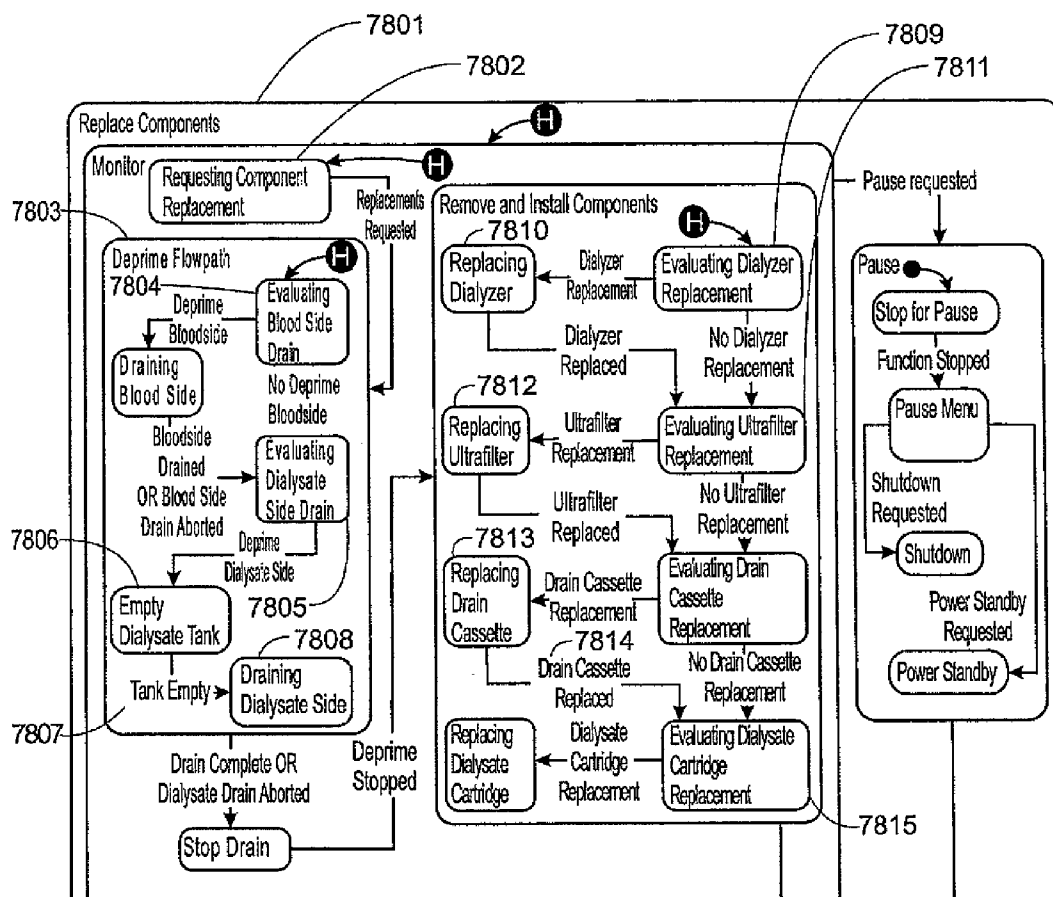 7801
7802
7809
7811
Replace Components
H
Monitor
H
Requesting Component
Replacement
Replacements
Requested
Pause requested
7803
Deprime Flowpath
H
7804
Deprime
Bloodside
Evaluating
Blood Side
Drain
Draining
Blood Side
No Deprime
Bloodside
Bloodside
Drained
OR Blood Side
Drain Aborted
Evaluating
Dialysate
Side Drain
7806
Deprime
Dialysate Side
7805
Empty
Dialysate Tank
7808
Tank Empty
Draining
Dialysate Side
7807
Drain Complete OR
Dialysate Drain Aborted
Deprime
Stopped
Stop Drain
Remove and Install Components
7810
H
Replacing
Dialyzer
Dialyzer
Replacement
Evaluating Dialyzer
Replacement
Dialyzer
Replaced
No Dialyzer
Replacement
7812
Replacing
Ultrafilter
Ultrafilter
Replacement
Evaluating Ultrafilter
Replacement
Ultrafilter
Replaced
No Ultrafilter
Replacement
7813
Replacing
Drain
Cassette
Drain Cassette
Replacement
Evaluating Drain
Cassette
Replacement
7814
Drain Cassette
Replaced
No Drain Cassette
Replacement
Replacing
Dialysate
Cartridge
Dialysate
Cartridge
Replacement
Evaluating Dialysate
Cartridge
Replacement
7815
Pause
Stop for Pause
Function Stopped
Pause Menu
Shutdown
Requested
Shutdown
Power Standby
Requested
Power Standby